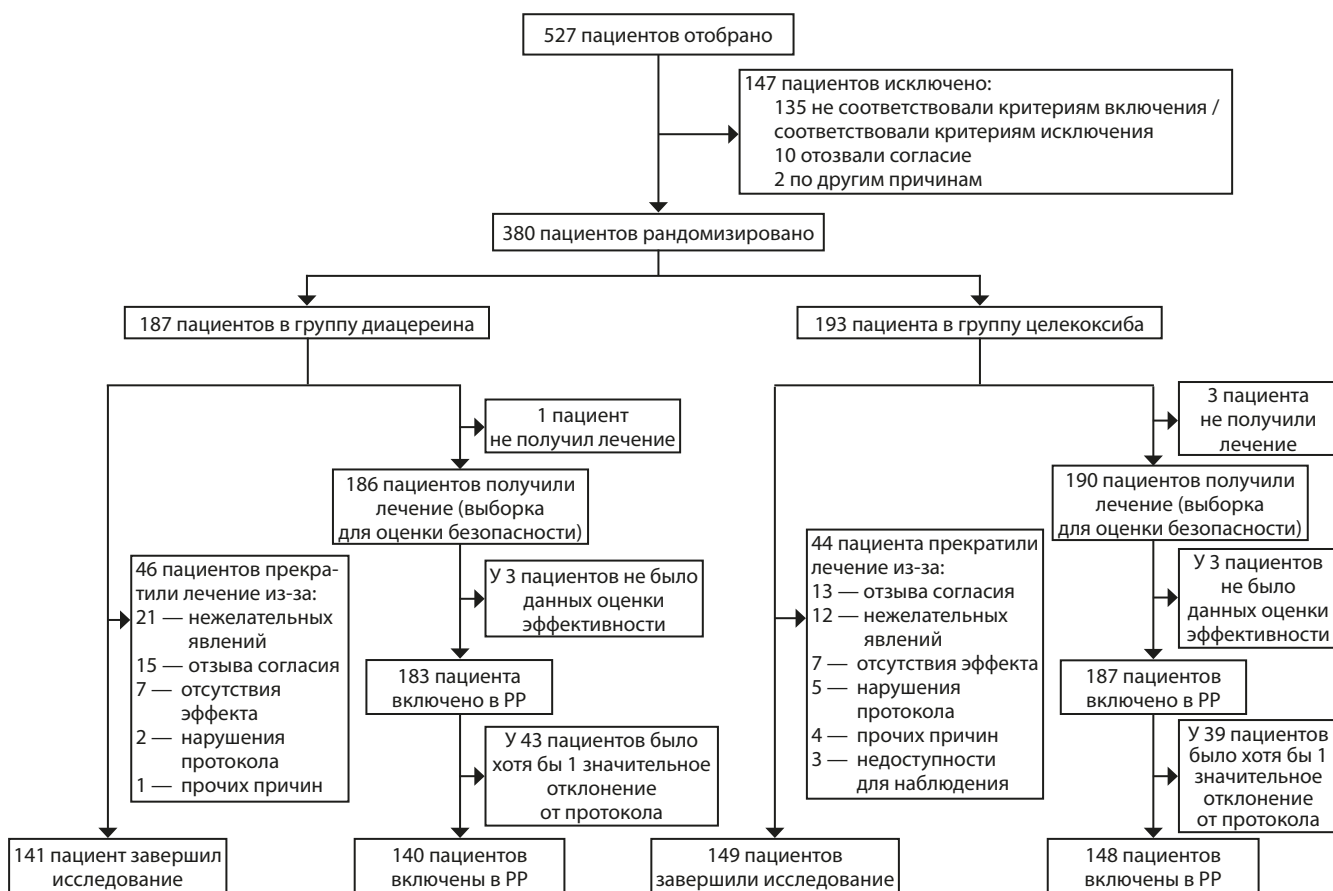 527 пациентов отобрано
147 пациентов исключено:
135 не соответствовали критериям включения /
соответствовали критериям исключения
10 отозвали согласие
2 по другим причинам
380 пациентов рандомизировано
187 пациентов в группу диацереина
193 пациента в группу целекоксиба
1 пациент
не получил лечение
186 пациентов получили
лечение (выборка
для оценки безопасности)
46 пациентов прекра-
тили лечение из-за:
21 — нежелательных
явлений
15 — отзыва согласия
7 — отсутствия
эффекта
2 — нарушения
протокола
1 — прочих причин
У 3 пациентов не было
данных оценки
эффективности
183 пациента
включено в РР
У 43 пациентов было
хотя бы 1 значительное
отклонение
от протокола
141 пациент завершил
исследование
140 пациентов
включены в РР
3 пациента
не получили
лечение
190 пациентов получили
лечение (выборка
для оценки безопасности)
44 пациента прекратили
лечение из-за:
13 — отзыва согласия
12 — нежелательных
явлений
7 — отсутствия эффекта
5 — нарушения
протокола
4 — прочих причин
3 — недоступности
для наблюдения
У 3 пациентов
не было
данных оценки
эффективности
187 пациентов
включено в РР
У 39 пациентов
было хотя бы 1
значительное
отклонение
от протокола
149 пациентов
завершили исследование
148 пациентов
включены в РР